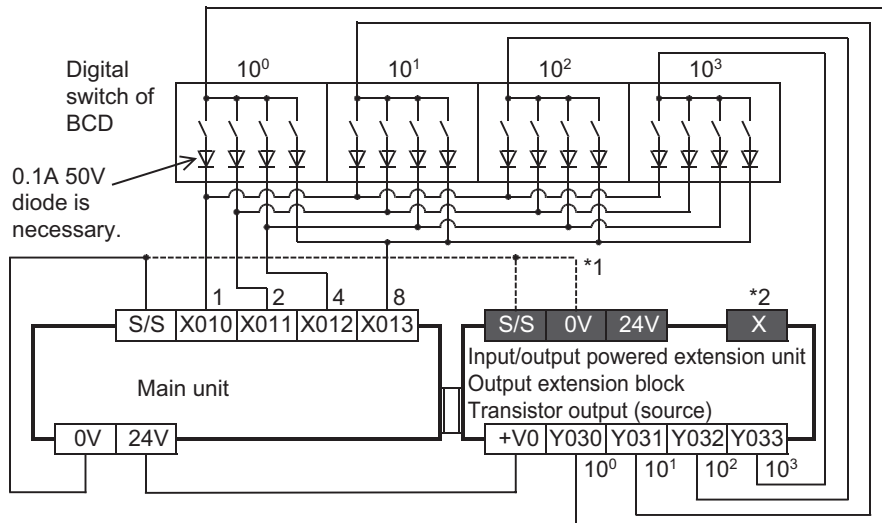 10⁰ 10¹ 10² 10³
Digital
switch of
BCD
0.1A 50V
diode is
necessary.
*1
1 2 4 8
*2
S/S X010 X011 X012 X013
S/S 0V 24V X
Main unit
Input/output powered extension unit
Output extension block
Transistor output (source)
0V 24V
+V0 Y030 Y031 Y032 Y033
10⁰ 10¹ 10² 10³